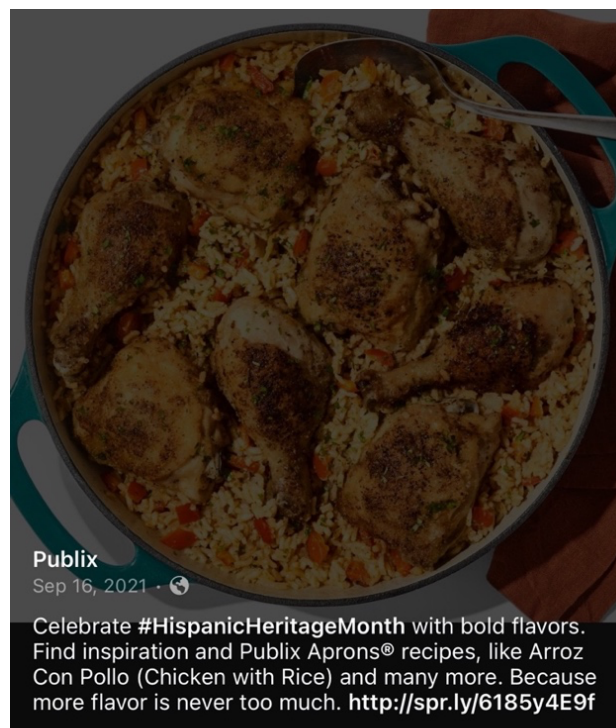 Publix
Sep 16, 2021 ·
Celebrate #HispanicHeritageMonth with bold flavors.
Find inspiration and Publix Aprons® recipes, like Arroz
Con Pollo (Chicken with Rice) and many more. Because
more flavor is never too much. http://spr.ly/6185y4E9f